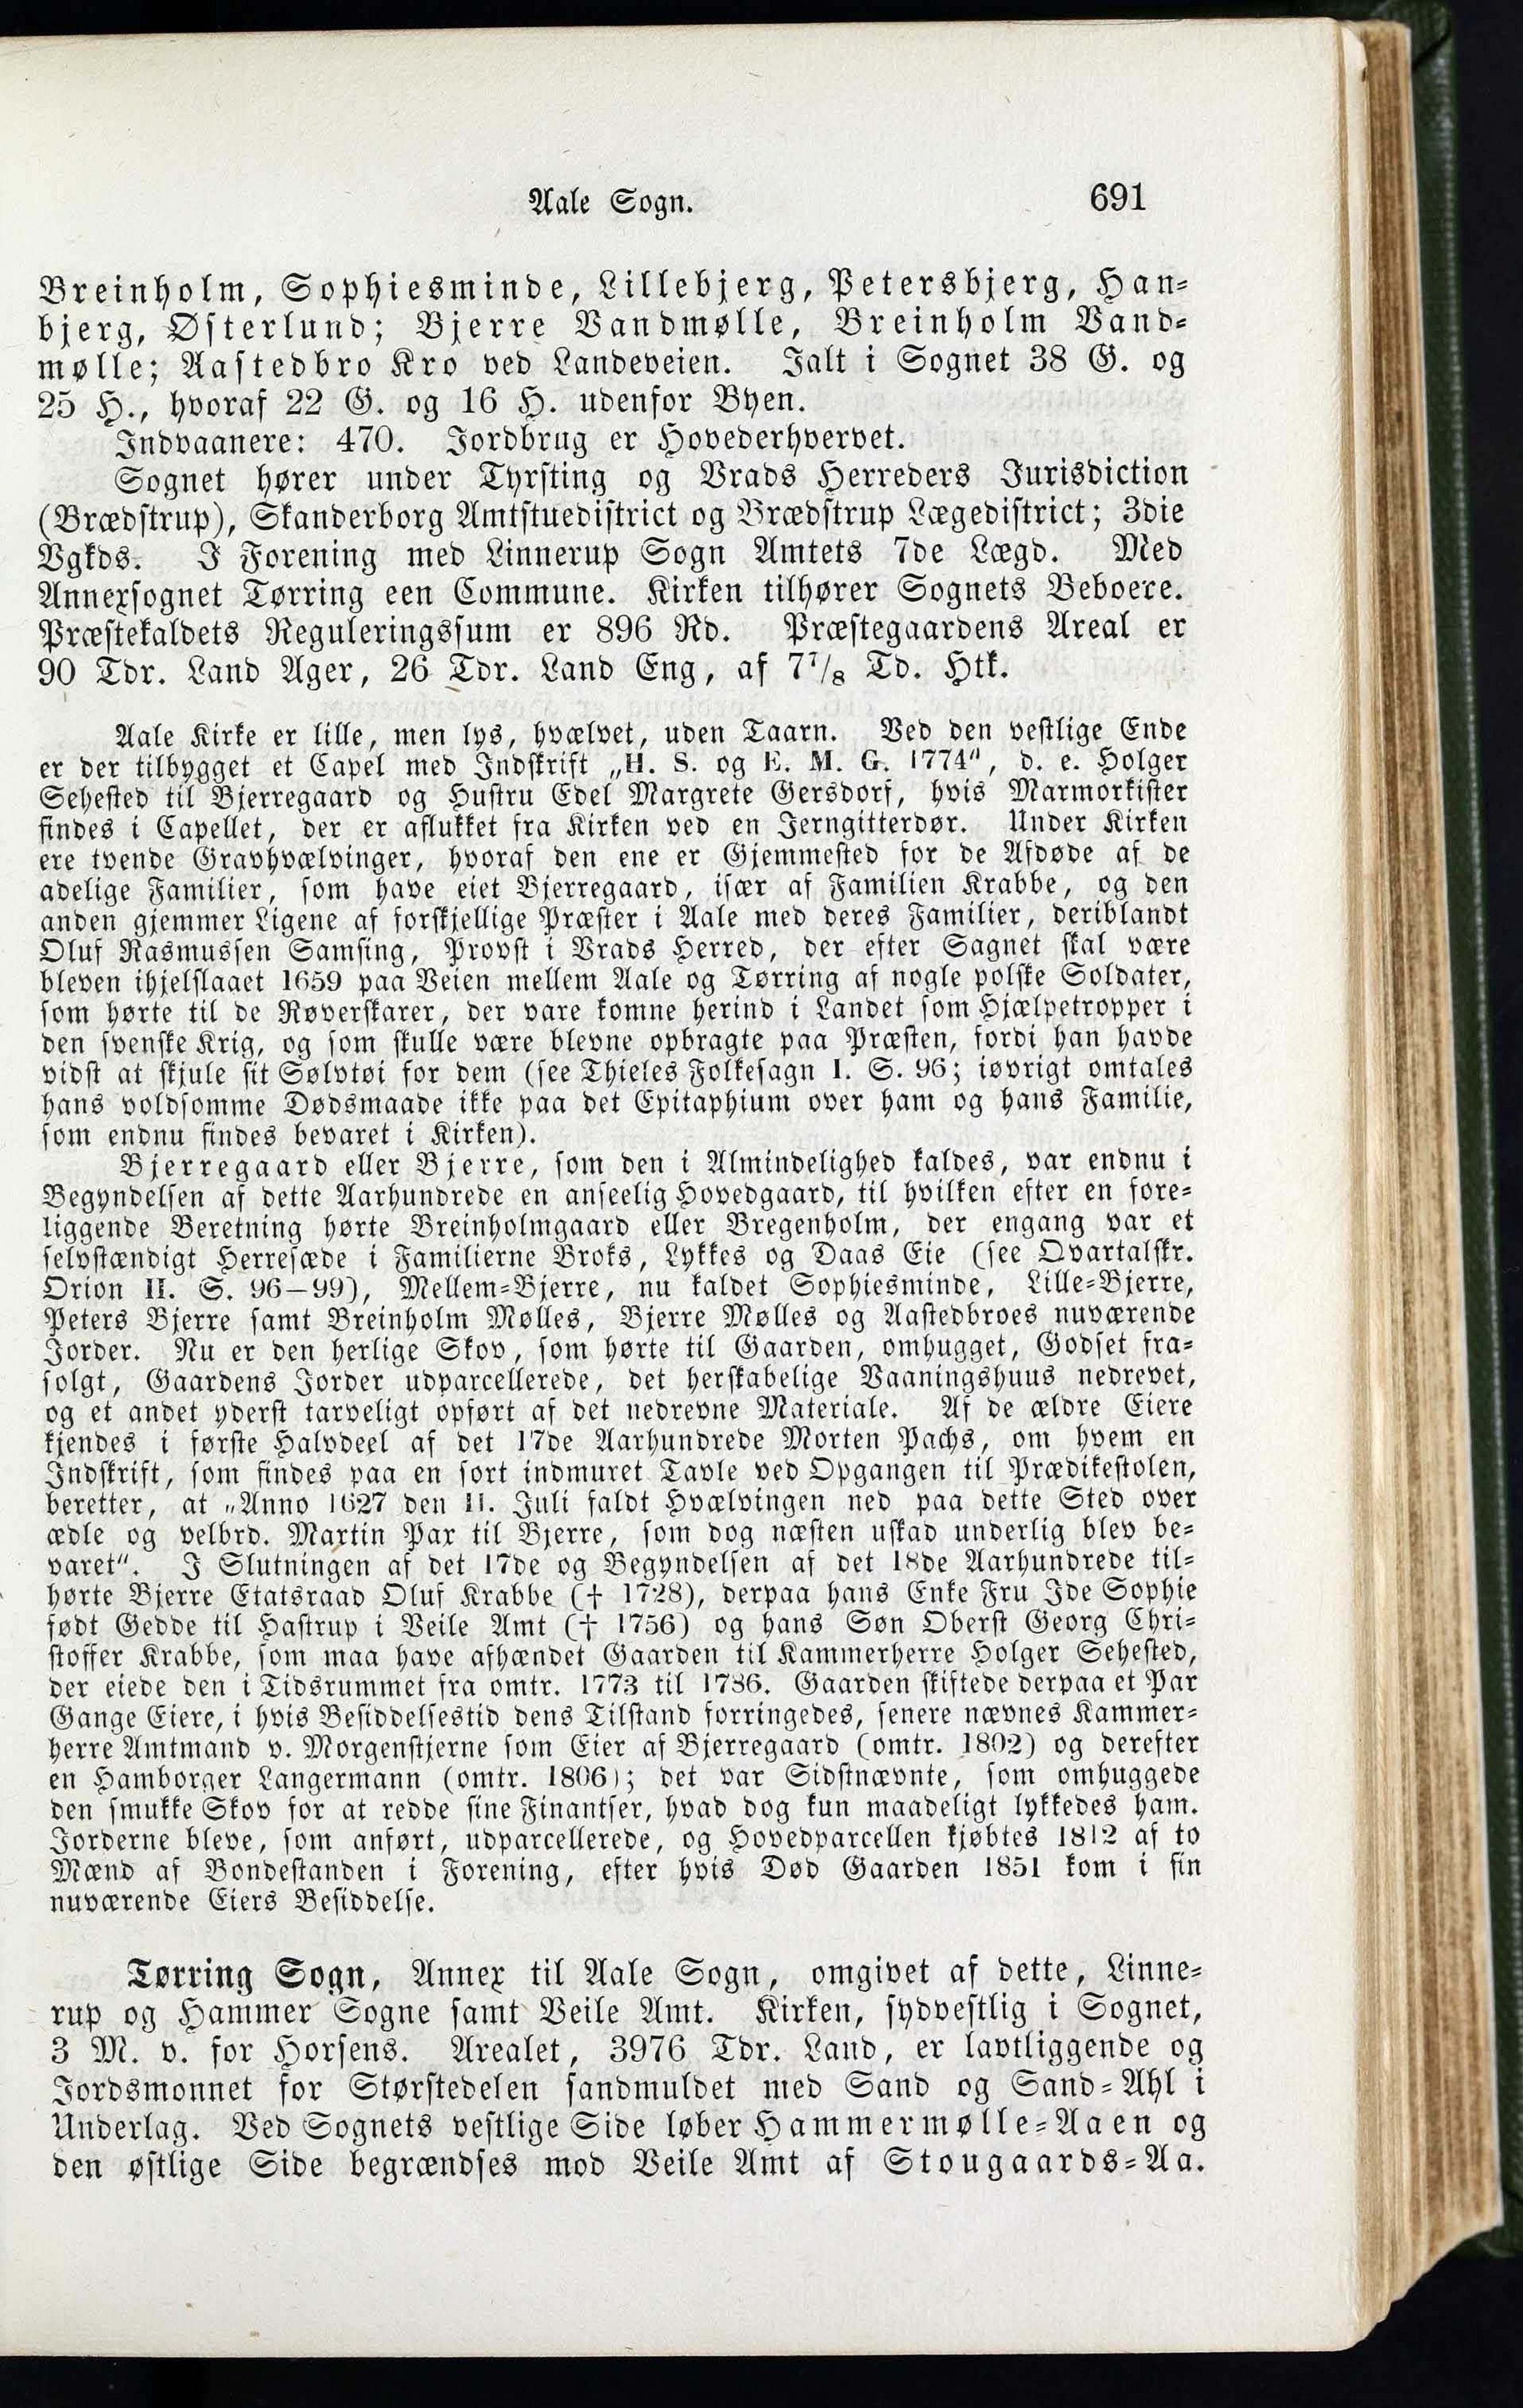 Aale Sogn. 691
Breinholm, Sophiesminde, Lillebjerg, Petersbjerg, Han-
bjerg, Østerlund; Bjerre Vandmølle, Breinholm Vand-
mølle; Aastedbro Kro ved Landeveien. Ialt i Sognet 38 G. og
25 H., hvoraf 22 G. og 16 H. udenfor Byen.
Indvaanere: 470. Jordbrug er Hovederhvervet.
Sognet hører under Tyrsting og Vrads Herreders Jurisdiction
(Brædstrup), Skanderborg Amtstuedistrict og Brædstrup Lægedistrict; 3die
Vgkds. I Forening med Linnerup Sogn Amtets 7de Lægd. Med
Annexsognet Tørring een Commune. Kirken tilhører Sognets Beboere.
Præstekaldets Reguleringssum er 896 Rd. Præstegaardens Areal er
90 Tdr. Land Ager, 26 Tdr. Land Eng, af 7⁷/₈ Td. Htk.
Aale Kirke er lille, men lys, hvælvet, uden Taarn. Ved den vestlige Ende
er der tilbygget et Capel med Indskrift „H. S. og E. M. G. 1774“, d. e. Holger
Sehested til Bjerregaard og Hustru Edel Margrete Gersdorf, hvis Marmorkister
findes i Capellet, der er aflukket fra Kirken ved en Jerngitterdør. Under Kirken
ere tvende Gravhvælvinger, hvoraf den ene er Gjemmested for de Afdøde af de
adelige Familier, som have eiet Bjerregaard, især af Familien Krabbe, og den
anden gjemmer Ligene af forskjellige Præster i Aale med deres Familier, deriblandt
Oluf Rasmussen Samsing, Provst i Vrads Herred, der efter Sagnet skal være
bleven ihjelslaaet 1659 paa Veien mellem Aale og Tørring af nogle polske Soldater,
som hørte til de Røverskarer, der vare komne herind i Landet som Hjælpetropper i
den svenske Krig, og som skulle være blevne opbragte paa Præsten, fordi han havde
vidst at skjule sit Sølvtøi for dem (see Thieles Folkesagn I. S. 96; iøvrigt omtales
hans voldsomme Dødsmaade ikke paa det Epitaphium over ham og hans Familie,
som endnu findes bevaret i Kirken).
Bjerregaard eller Bjerre, som den i Almindelighed kaldes, var endnu i
Begyndelsen af dette Aarhundrede en anseelig Hovedgaard, til hvilken efter en fore-
liggende Beretning hørte Breinholmgaard eller Bregenholm, der engang var et
selvstændigt Herresæde i Familierne Broks, Lykkes og Daas Eie (see Qvartalskr.
Orion II. S. 96—99), Mellem-Bjerre, nu kaldet Sophiesminde, Lille-Bjerre,
Peters Bjerre samt Breinholm Mølles, Bjerre Mølles og Aastedbroes nuværende
Jorder. Nu er den herlige Skov, som hørte til Gaarden, omhugget, Godset fra-
solgt, Gaardens Jorder udparcellerede, det herskabelige Vaaningshuus nedrevet,
og et andet yderst tarveligt opført af det nedrevne Materiale. Af de ældre Eiere
kjendes i første Halvdeel af det 17de Aarhundrede Morten Pachs, om hvem en
Indskrift, som findes paa en sort indmuret Tavle ved Opgangen til Prædikestolen,
beretter, at „Anno 1627 den 11. Juli faldt Hvælvingen ned paa dette Sted over
ædle og velbrd. Martin Pax til Bjerre, som dog næsten uskad underlig blev be-
varet“. I Slutningen af det 17de og Begyndelsen af det 18de Aarhundrede til-
hørte Bjerre Etatsraad Oluf Krabbe († 1728), derpaa hans Enke Fru Ide Sophie
født Gedde til Hastrup i Veile Amt († 1756) og hans Søn Oberst Georg Chri-
stoffer Krabbe, som maa have afhændet Gaarden til Kammerherre Holger Sehested,
der eiede den i Tidsrummet fra omtr. 1773 til 1786. Gaarden skiftede derpaa et Par
Gange Eiere, i hvis Besiddelsestid dens Tilstand forringedes, senere nævnes Kammer-
herre Amtmand v. Morgenstjerne som Eier af Bjerregaard (omtr. 1802) og derefter
en Hamborger Langermann (omtr. 1806); det var Sidstnævnte, som omhuggede
den smukke Skov for at redde sine Finantser, hvad dog kun maadeligt lykkedes ham.
Jorderne bleve, som anført, udparcellerede, og Hovedparcellen kjøbtes 1812 af to
Mænd af Bondestanden i Forening, efter hvis Død Gaarden 1851 kom i sin
nuværende Eiers Besiddelse.
Tørring Sogn, Annex til Aale Sogn, omgivet af dette, Linne-
rup og Hammer Sogne samt Veile Amt. Kirken, sydvestlig i Sognet,
3 M. v. for Horsens. Arealet, 3976 Tdr. Land, er lavtliggende og
Jordsmonnet for Størstedelen sandmuldet med Sand og Sand-Ahl i
Underlag. Ved Sognets vestlige Side løber Hammermølle-Aaen og
den østlige Side begrændses mod Veile Amt af Stougaards-Aa.